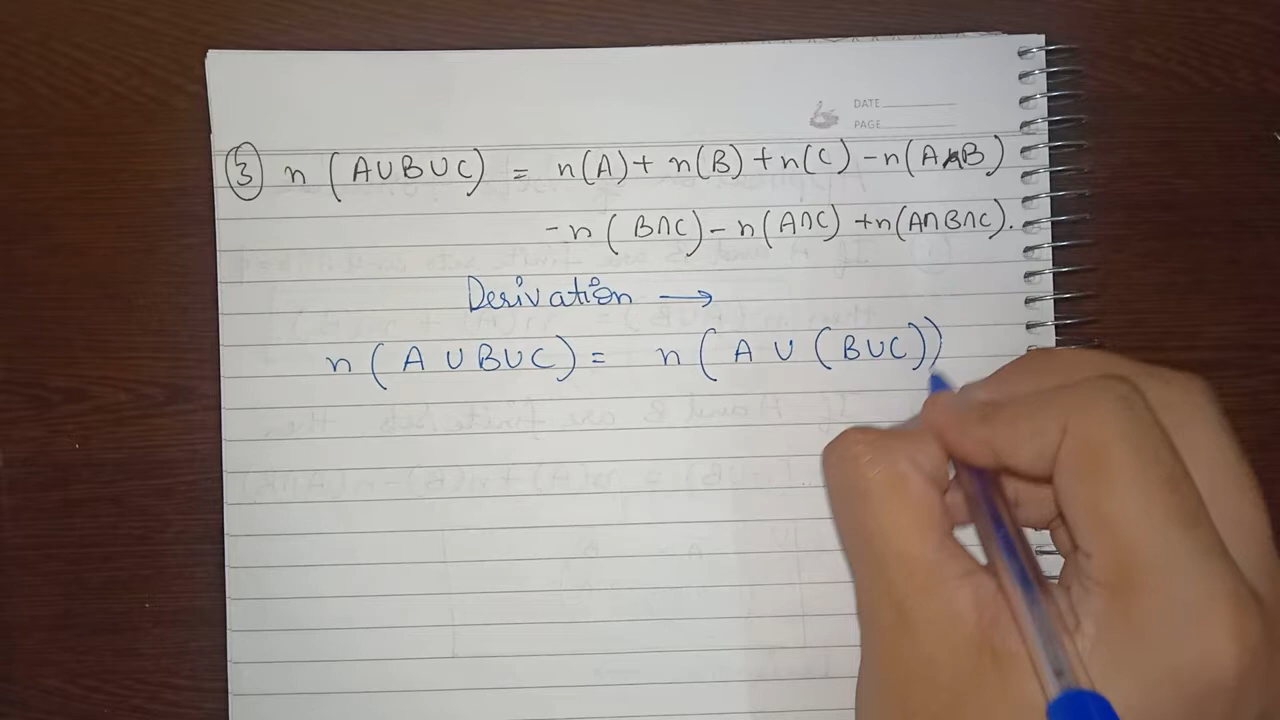 DATE
PAGE
③ n (A∪B∪C) = n(A) + n(B) + n(C) - n(A∩B)
- n (B∩C) - n(A∩C) + n(A∩B∩C).
Derivation →
n (A ∪ B∪C) = n (A ∪ (B∪C))